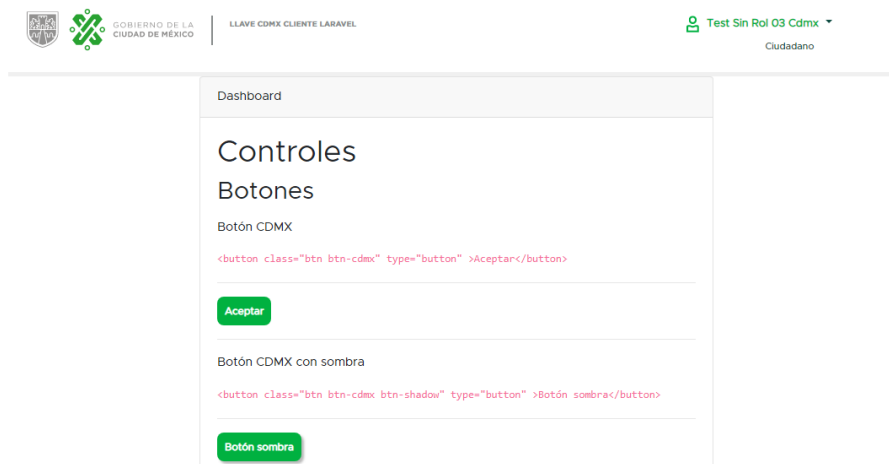 GOBIERNO DE LA
CIUDAD DE MÉXICO
LLAVE CDMX CLIENTE LARAVEL
Test Sin Rol 03 Cdmx
Ciudadano
Dashboard
Controles
Botones
Botón CDMX
<button class="btn btn-cdmx" type="button" >Aceptar</button>
Aceptar
Botón CDMX con sombra
<button class="btn btn-cdmx btn-shadow" type="button" >Botón sombra</button>
Botón sombra